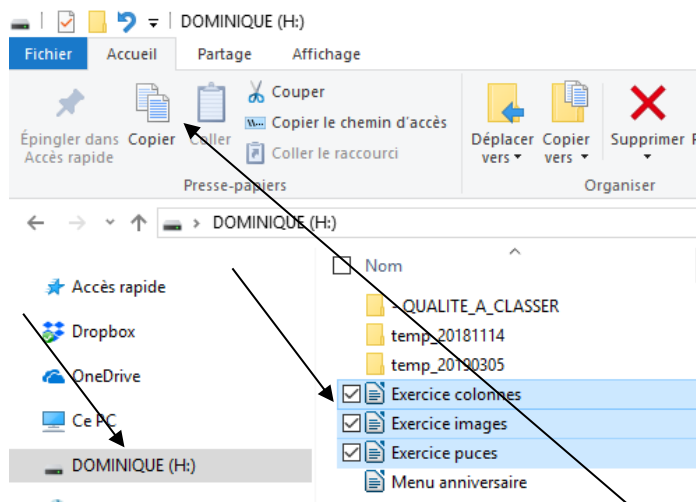 DOMINIQUE (H:)
Fichier Accueil Partage Affichage
Épingler dans Accès rapide
Copier
Coller
Couper
Copier le chemin d'accès
Coller le raccourci
Presse-papiers
Déplacer vers
Copier vers
Supprimer
Organiser
DOMINIQUE (H:)
Accès rapide
Dropbox
OneDrive
Ce PC
DOMINIQUE (H:)
Nom
- QUALITE_A_CLASSER
temp_20181114
temp_20190305
Exercice colonnes
Exercice images
Exercice puces
Menu anniversaire